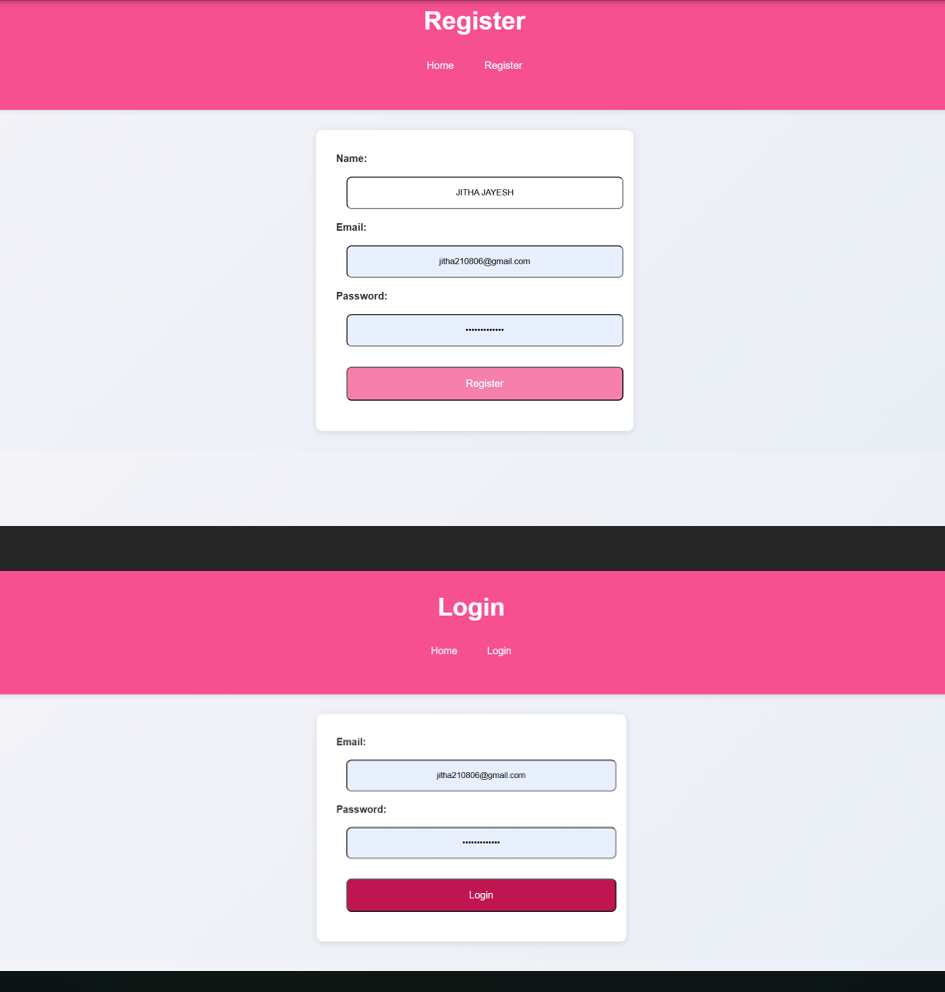 Register
Home Register
Name:
JITHA JAYESH
Email:
jitha210806@gmail.com
Password:
•••••••••••••
Register
Login
Home Login
Email:
jitha210806@gmail.com
Password:
•••••••••••••
Login